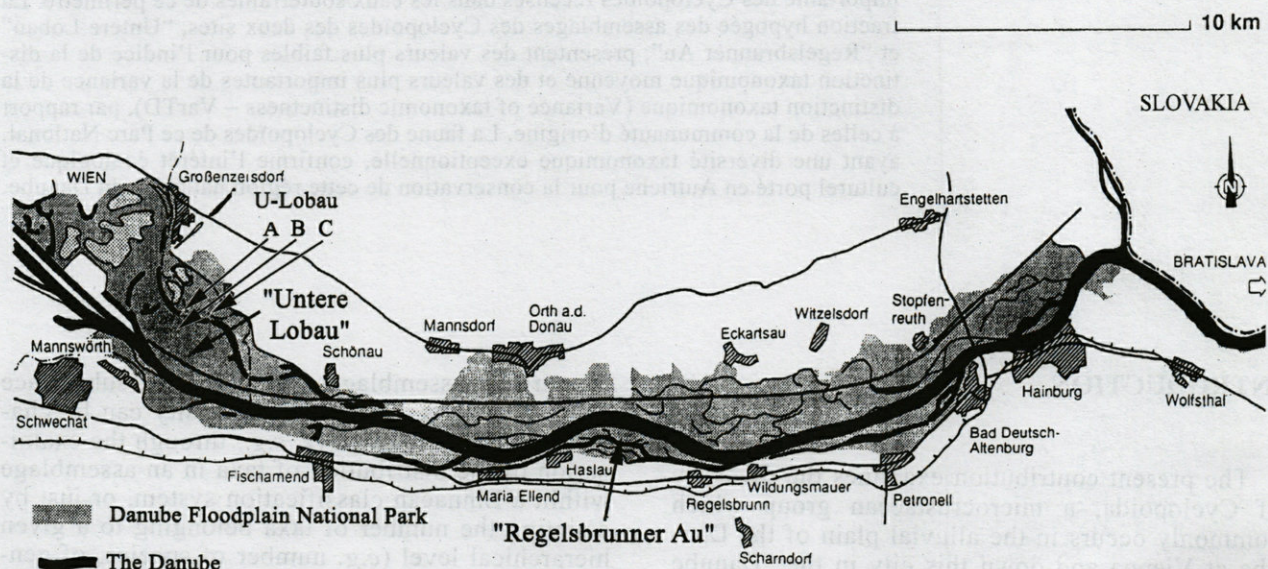 10 km
SLOVAKIA
WIEN
Großenzersdorf
U-Lobau
A B C
N
Engelhartstetten
BRATISLAVA
"Untere
Lobau"
Mannsdorf
Orth a.d.
Donau
Witzelsdorf
Stopfen-
reuth
Eckartsau
Mannswörth
Schönau
Hainburg
Wolfsthal
Schwechat
Bad Deutsch-
Altenburg
Fischamend
Haslau
Maria Ellend
Wildungsmauer
Regelsbrunn
Petronell
Danube Floodplain National Park
"Regelsbrunner Au"
Scharndorf
The Danube